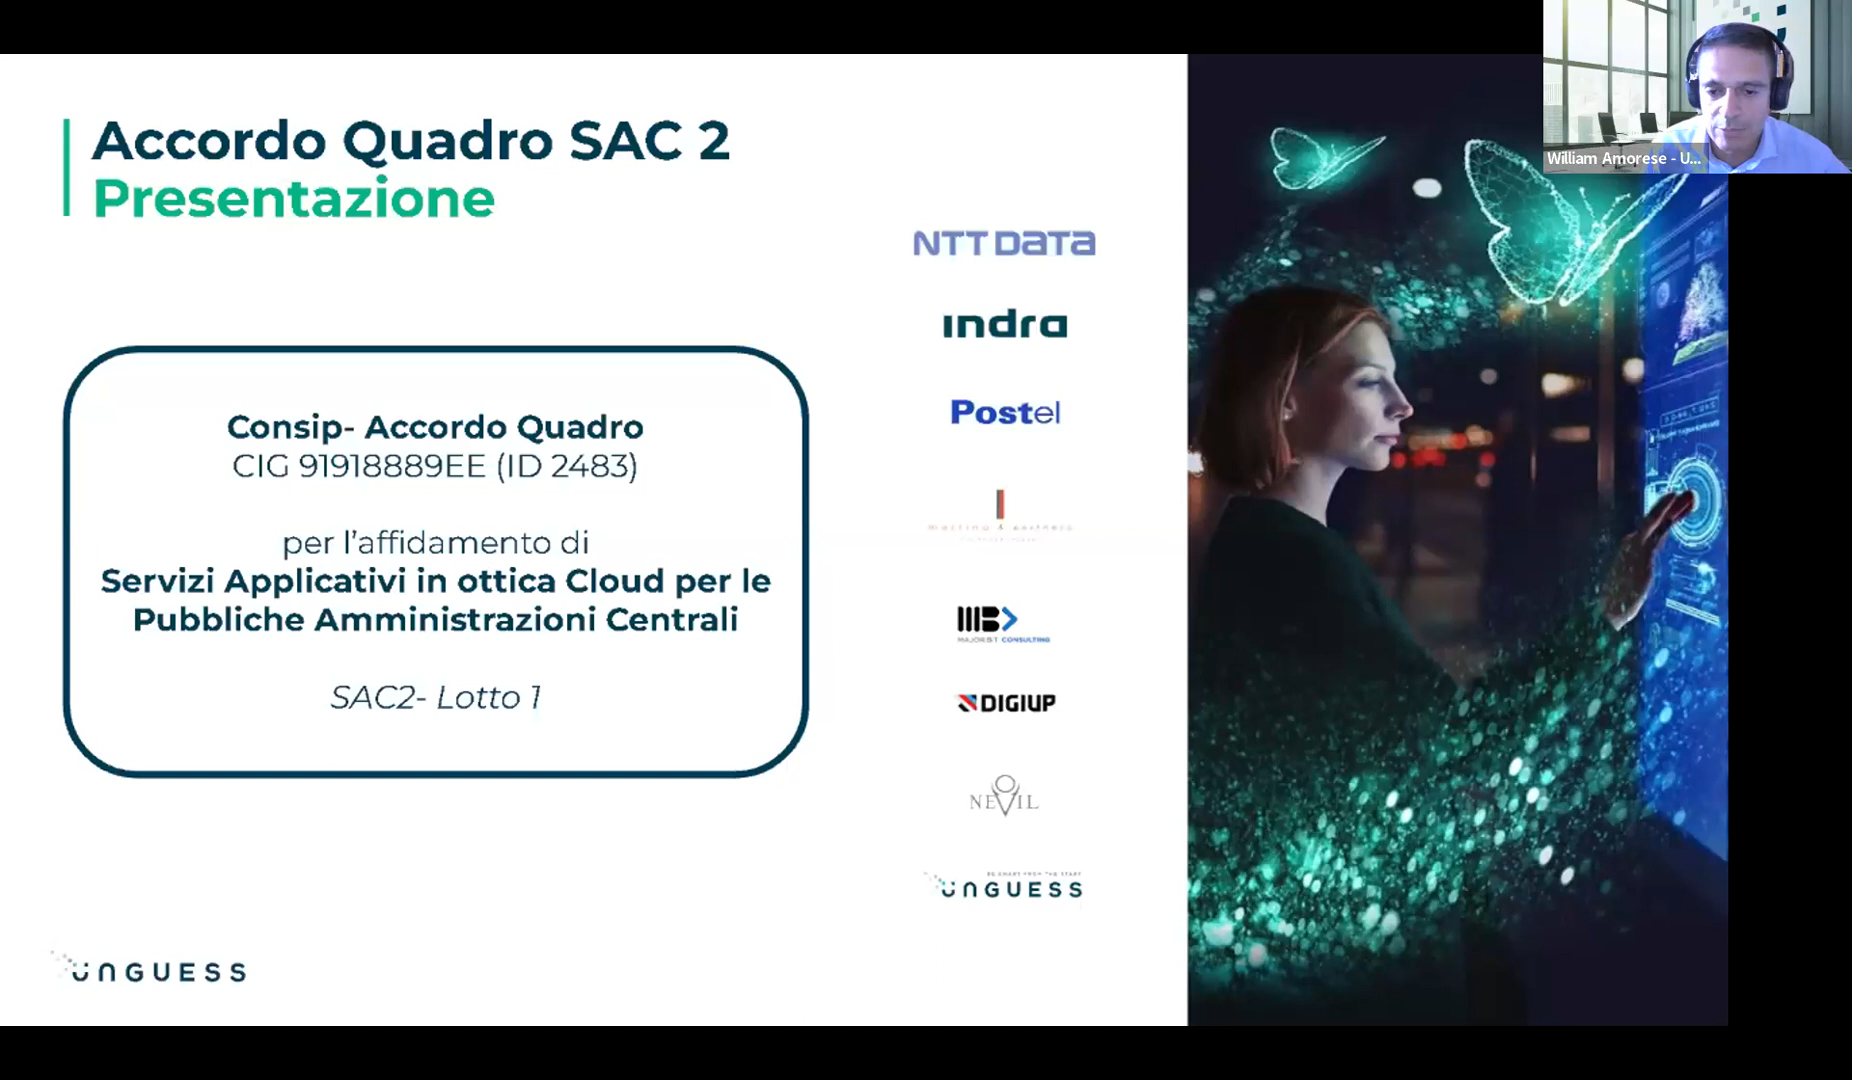 Accordo Quadro SAC 2
Presentazione
Consip- Accordo Quadro
CIG 91918889EE (ID 2483)
per l’affidamento di
Servizi Applicativi in ottica Cloud per le
Pubbliche Amministrazioni Centrali
SAC2- Lotto 1
NTT DATA
indra
Postel
MAJORBIT CONSULTING
DIGIUP
NEVIL
UNGUESS
UNGUESS
William Amorese - U...